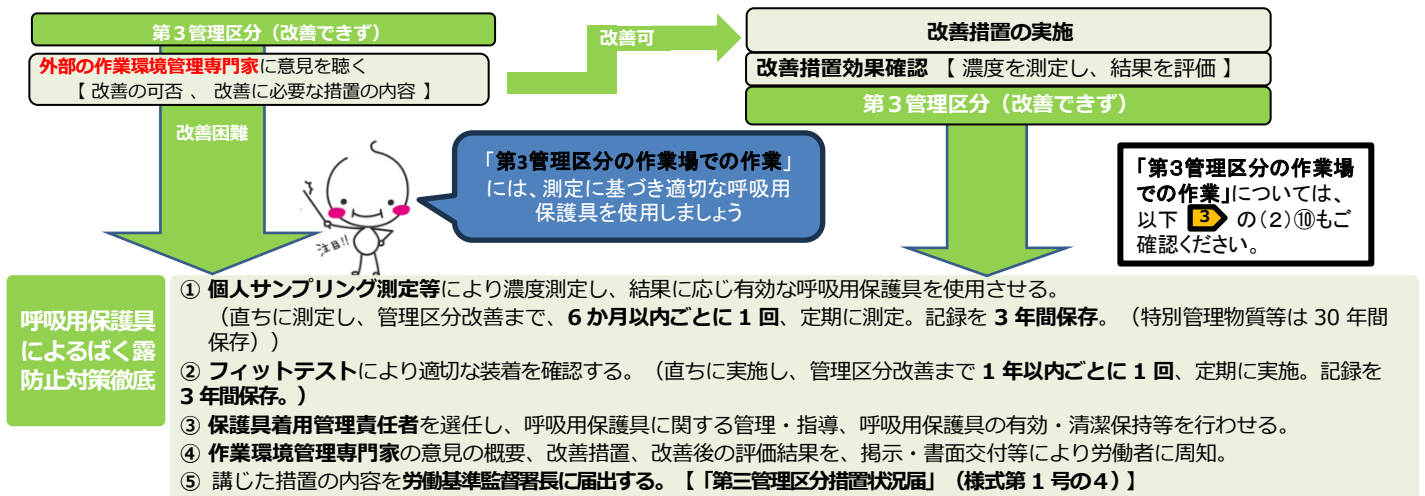 第３管理区分（改善できず）
外部の作業環境管理専門家に意見を聴く
【 改善の可否 、 改善に必要な措置の内容 】
改善困難
改善可
改善措置の実施
改善措置効果確認 【 濃度を測定し、結果を評価 】
第３管理区分（改善できず）
注目!!
「第3管理区分の作業場での作業」
には、測定に基づき適切な呼吸用
保護具を使用しましょう
「第３管理区分の作業場
での作業」については、
以下 3 の(２)⑩もご
確認ください。
呼吸用保護具
によるばく露
防止対策徹底
① 個人サンプリング測定等により濃度測定し、結果に応じ有効な呼吸用保護具を使用させる。
（直ちに測定し、管理区分改善まで、6 か月以内ごとに 1 回、定期に測定。記録を 3 年間保存。（特別管理物質等は 30 年間
保存））
② フィットテストにより適切な装着を確認する。（直ちに実施し、管理区分改善まで 1 年以内ごとに 1 回、定期に実施。記録を
3 年間保存。）
③ 保護具着用管理責任者を選任し、呼吸用保護具に関する管理・指導、呼吸用保護具の有効・清潔保持等を行わせる。
④ 作業環境管理専門家の意見の概要、改善措置、改善後の評価結果を、掲示・書面交付等により労働者に周知。
⑤ 講じた措置の内容を労働基準監督署長に届出する。【「第三管理区分措置状況届」（様式第 1 号の４）】